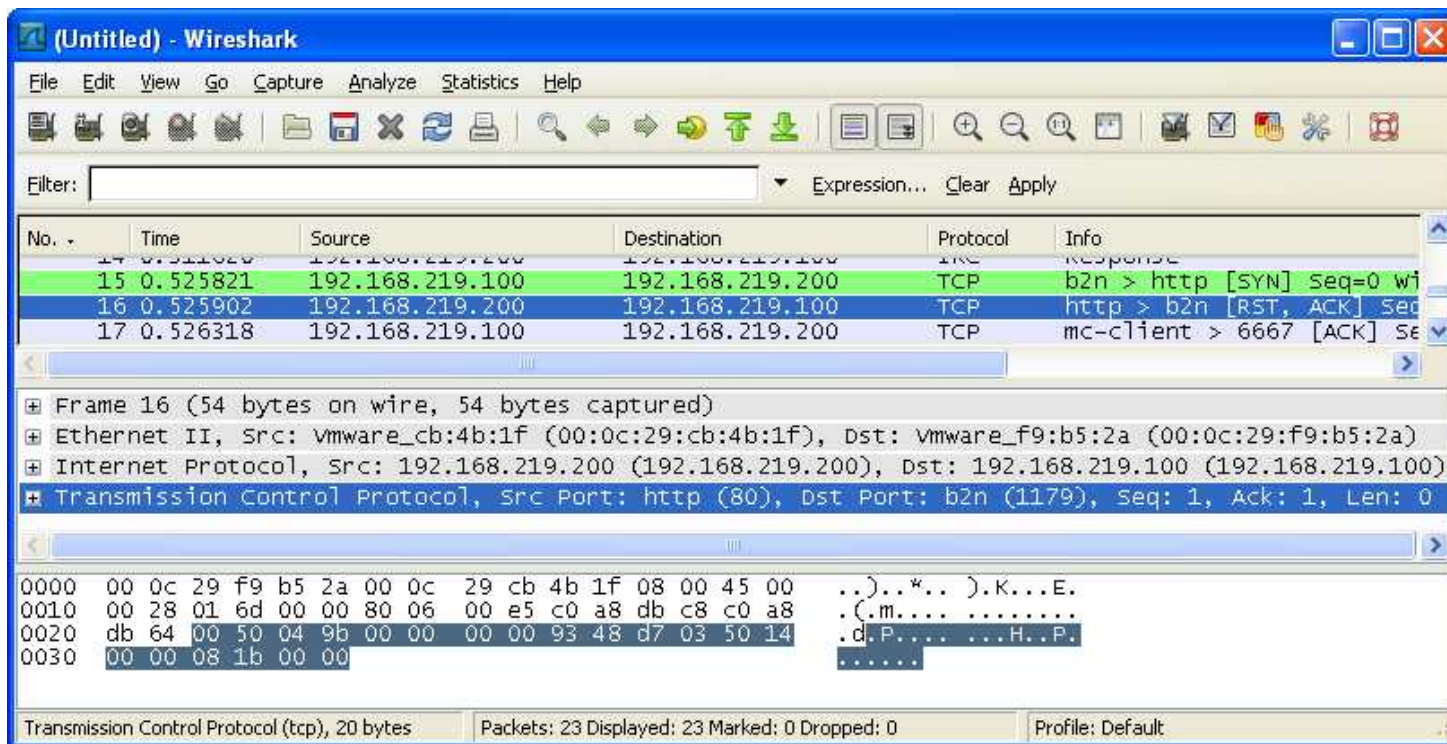 (Untitled) - Wireshark
File Edit View Go Capture Analyze Statistics Help
Filter: Expression... Clear Apply
No. Time Source Destination Protocol Info
15 0.525821 192.168.219.100 192.168.219.200 TCP b2n > http [SYN] Seq=0 Wi
16 0.525902 192.168.219.200 192.168.219.100 TCP http > b2n [RST, ACK] Seq
17 0.526318 192.168.219.100 192.168.219.200 TCP mc-client > 6667 [ACK] Se
Frame 16 (54 bytes on wire, 54 bytes captured)
Ethernet II, Src: Vmware_cb:4b:1f (00:0c:29:cb:4b:1f), Dst: Vmware_f9:b5:2a (00:0c:29:f9:b5:2a)
Internet Protocol, Src: 192.168.219.200 (192.168.219.200), Dst: 192.168.219.100 (192.168.219.100)
Transmission Control Protocol, Src Port: http (80), Dst Port: b2n (1179), Seq: 1, Ack: 1, Len: 0
0000 00 0c 29 f9 b5 2a 00 0c 29 cb 4b 1f 08 00 45 00 ..)..*.. ).K...E.
0010 00 28 01 6d 00 00 80 06 00 e5 c0 a8 db c8 c0 a8 .(.m.... ........
0020 db 64 00 50 04 9b 00 00 00 00 93 48 d7 03 50 14 .d.P.... ...H..P.
0030 00 00 08 1b 00 00 ......
Transmission Control Protocol (tcp), 20 bytes Packets: 23 Displayed: 23 Marked: 0 Dropped: 0 Profile: Default